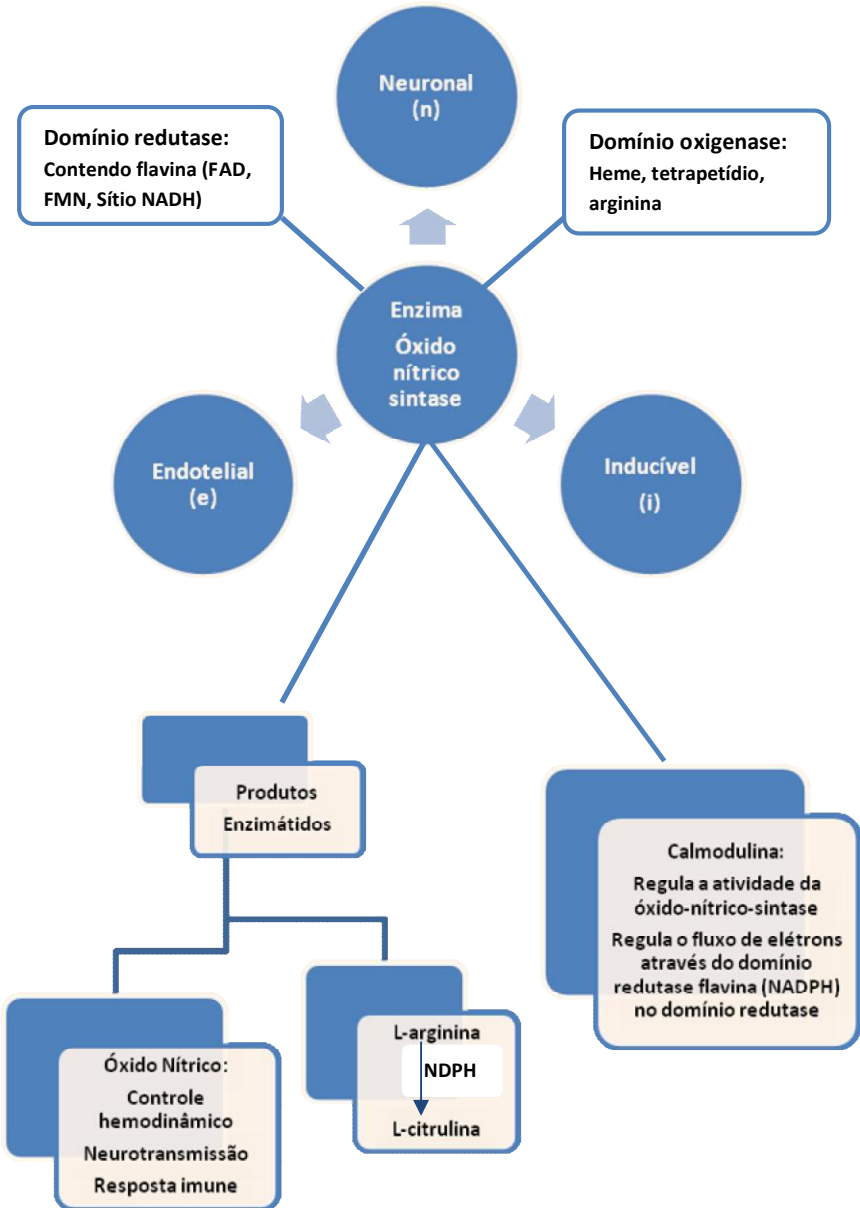 Neuronal
(n)
Domínio redutase:
Contendo flavina (FAD,
FMN, Sítio NADH)
Domínio oxigenase:
Heme, tetrapetídio,
arginina
Enzima
Óxido
nítrico
sintase
Endotelial
(e)
Inducível
(i)
Produtos
Enzimátidos
Calmodulina:
Regula a atividade da
óxido-nítrico-sintase
Regula o fluxo de elétrons
através do domínio
redutase flavina (NADPH)
no domínio redutase
Óxido Nítrico:
Controle
hemodinâmico
Neurotransmissão
Resposta imune
L-arginina
NDPH
L-citrulina